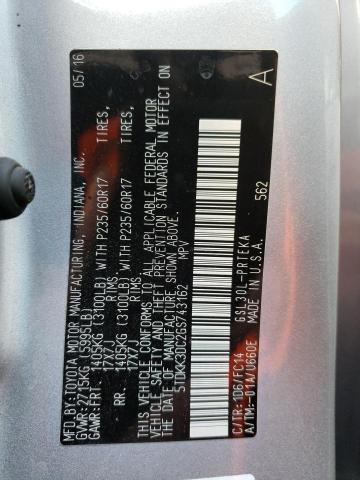 MFD.BY:TOYOTA MOTOR MANUFACTURING, INDIANA, INC. 05/16
GVWR:2715KG (5995 LB)
GAWR:FRT. 1405KG (3100LB) WITH P235/60R17 TIRES,
17X7J RIMS,
RR. 1405KG (3100LB) WITH P235/60R17 TIRES,
17X7J RIMS,
THIS VEHICLE CONFORMS TO ALL APPLICABLE FEDERAL MOTOR
VEHICLE SAFETY AND THEFT PREVENTION STANDARDS IN EFFECT ON
THE DATE OF MANUFACTURE SHOWN ABOVE.
5TDKK3DC2GS743162 MPV
A
C/TR:1D6/FC14 GSL30L-PRTEKA
A/TM:-01A/U660E MADE IN U.S.A. 562